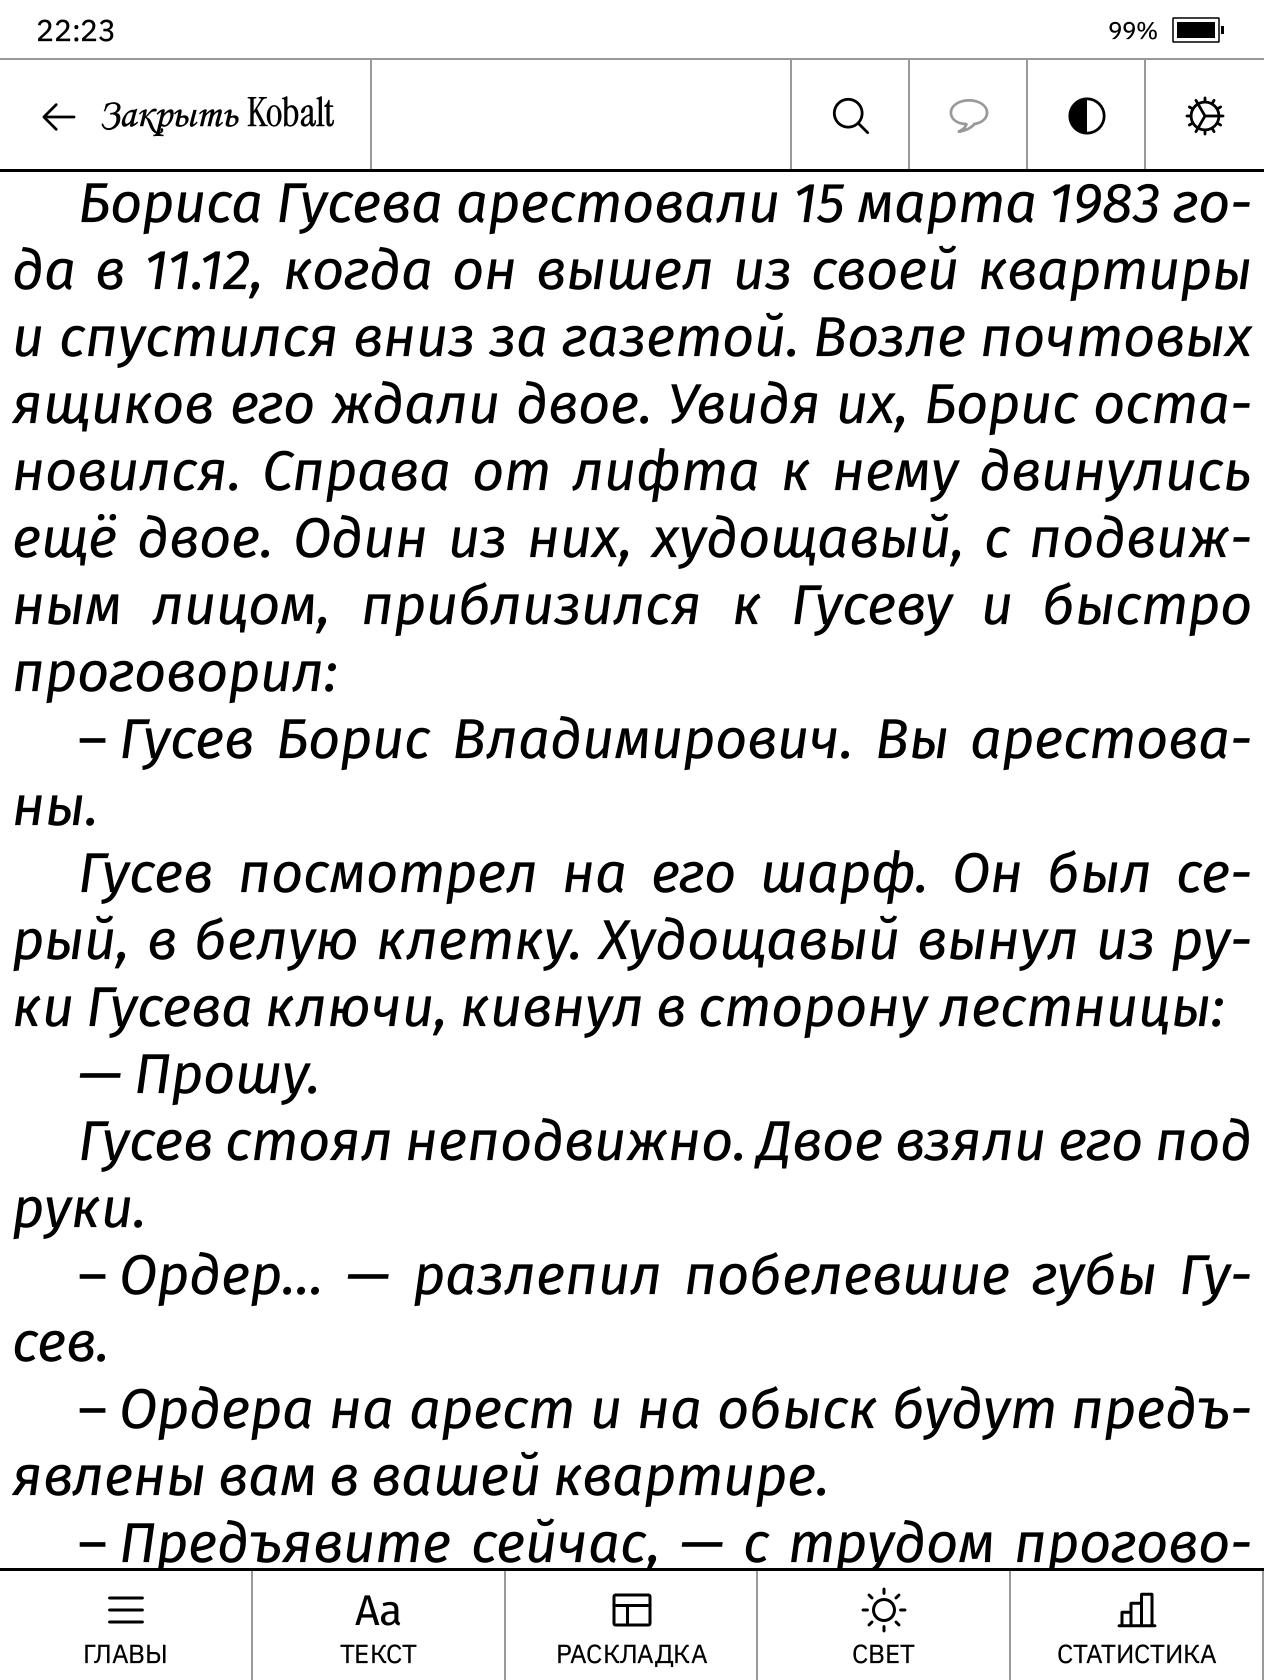 22:23
99%
Закрыть Kobalt
Бориса Гусева арестовали 15 марта 1983 го-
да в 11.12, когда он вышел из своей квартиры
и спустился вниз за газетой. Возле почтовых
ящиков его ждали двое. Увидя их, Борис оста-
новился. Справа от лифта к нему двинулись
ещё двое. Один из них, худощавый, с подвиж-
ным лицом, приблизился к Гусеву и быстро
проговорил:
– Гусев Борис Владимирович. Вы арестова-
ны.
Гусев посмотрел на его шарф. Он был се-
рый, в белую клетку. Худощавый вынул из ру-
ки Гусева ключи, кивнул в сторону лестницы:
— Прошу.
Гусев стоял неподвижно. Двое взяли его под
руки.
– Ордер... — разлепил побелевшие губы Гу-
сев.
– Ордера на арест и на обыск будут предъ-
явлены вам в вашей квартире.
– Предъявите сейчас, — с трудом прогово-
Aa
ГЛАВЫ
ТЕКСТ
РАСКЛАДКА
СВЕТ
СТАТИСТИКА